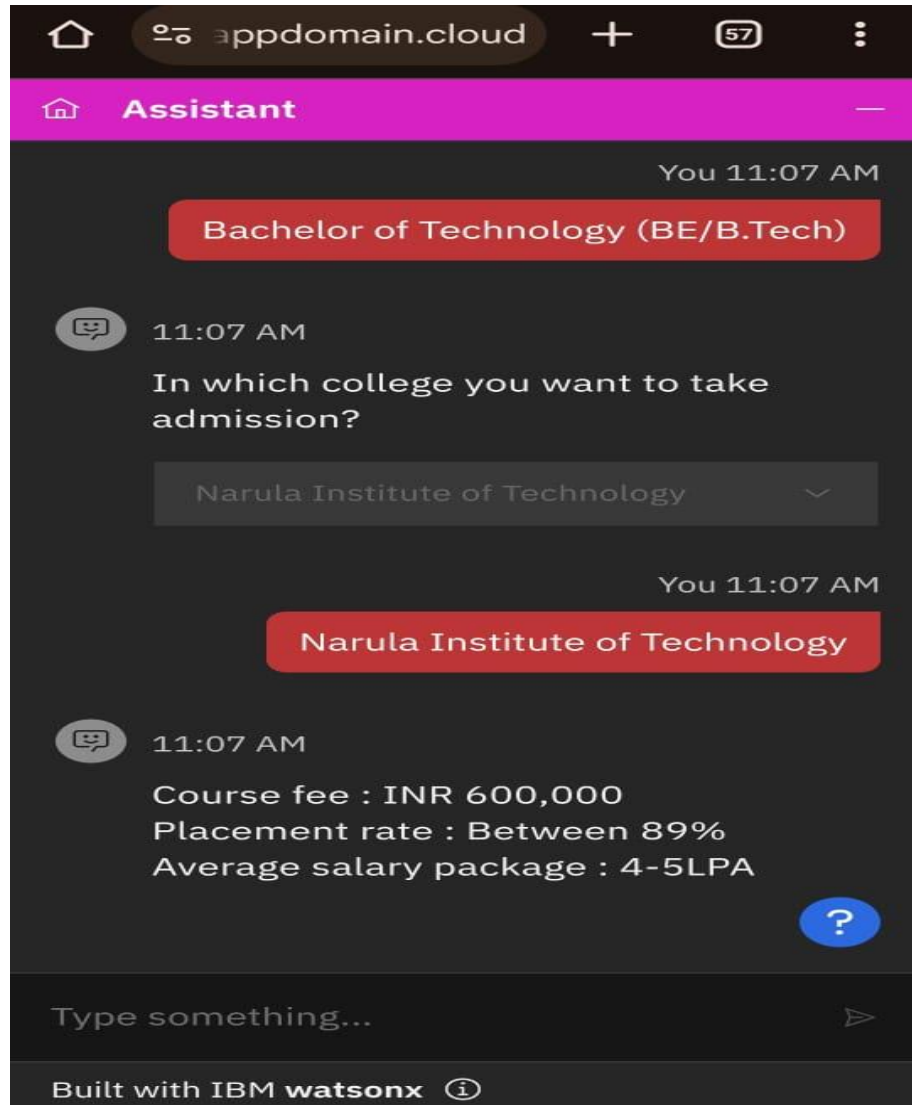 appdomain.cloud
57
Assistant
You 11:07 AM
Bachelor of Technology (BE/B.Tech)
11:07 AM
In which college you want to take
admission?
Narula Institute of Technology
You 11:07 AM
Narula Institute of Technology
11:07 AM
Course fee : INR 600,000
Placement rate : Between 89%
Average salary package : 4-5LPA
?
Type something...
Built with IBM watsonx